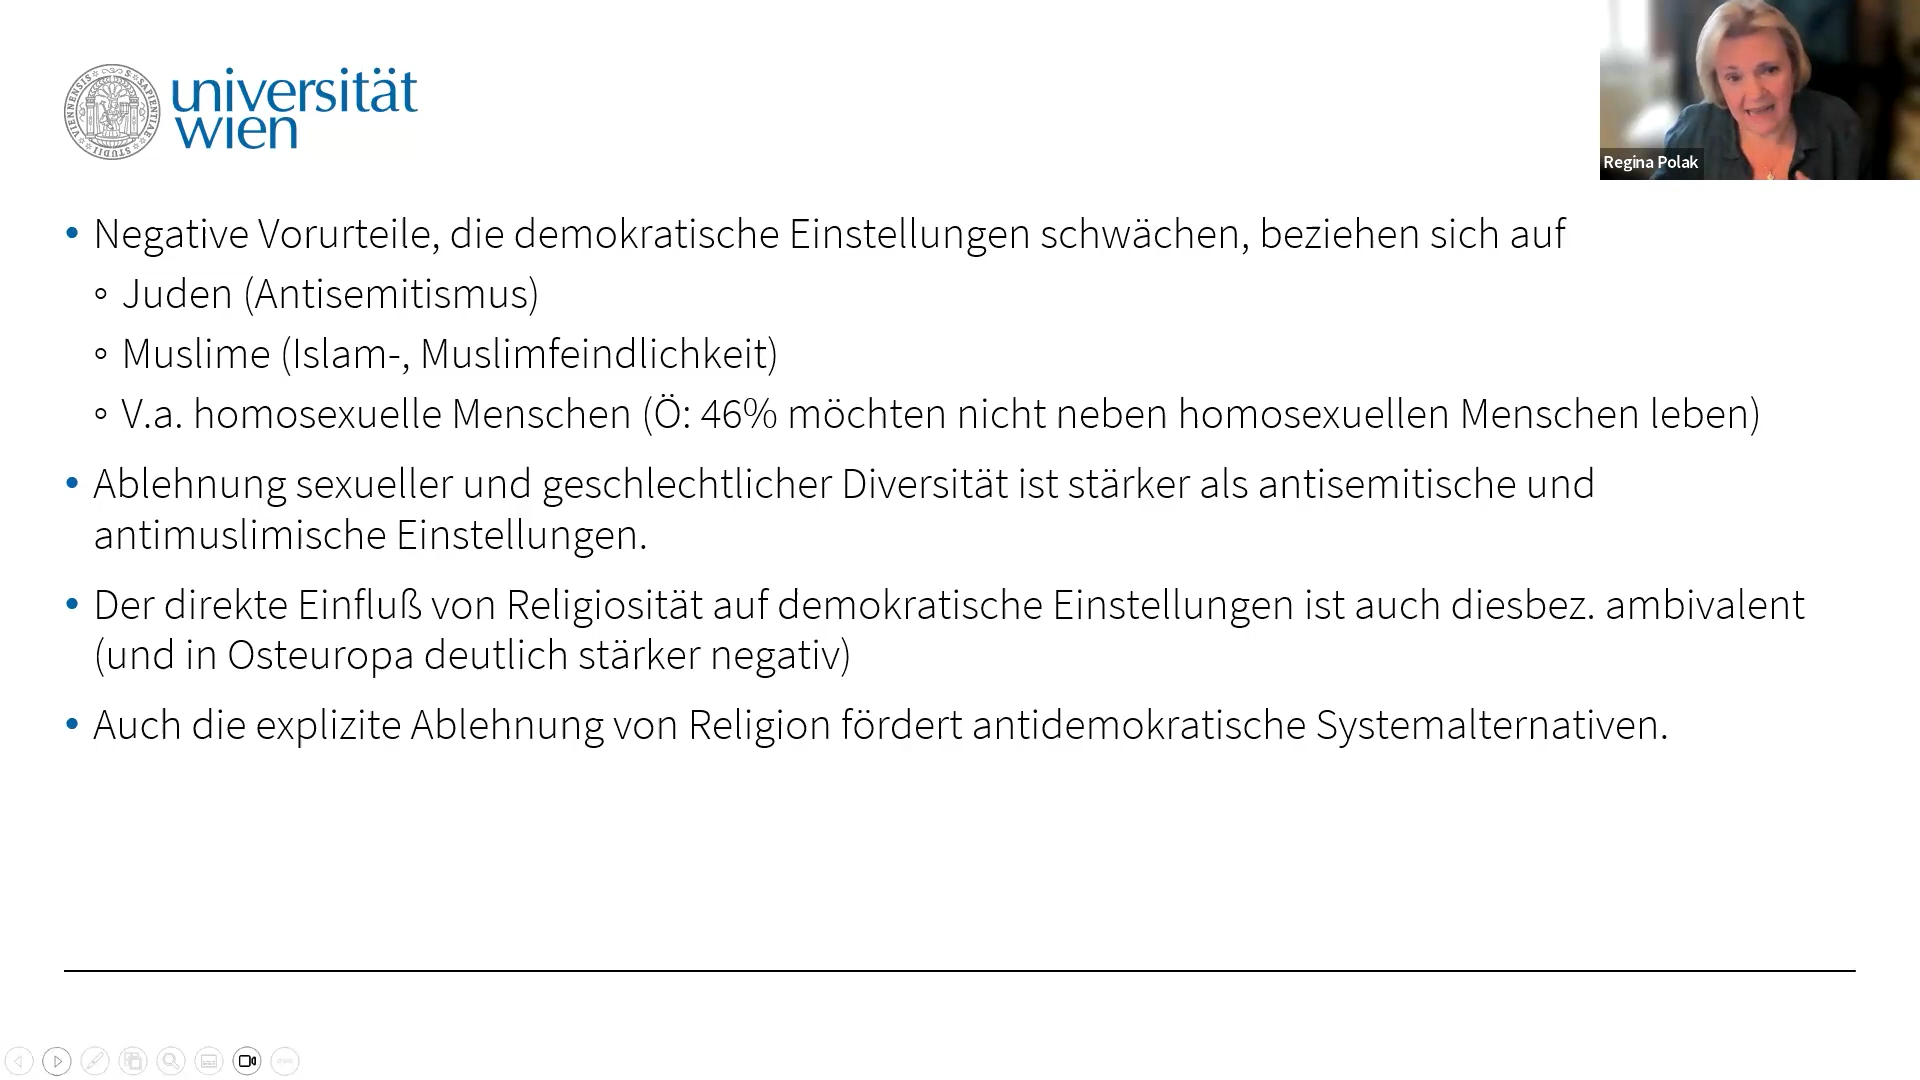 universität
wien
STUDII VIENNENSIS SAPIENTIAE
Regina Polak
• Negative Vorurteile, die demokratische Einstellungen schwächen, beziehen sich auf
◦ Juden (Antisemitismus)
◦ Muslime (Islam-, Muslimfeindlichkeit)
◦ V.a. homosexuelle Menschen (Ö: 46% möchten nicht neben homosexuellen Menschen leben)
• Ablehnung sexueller und geschlechtlicher Diversität ist stärker als antisemitische und
antimuslimische Einstellungen.
• Der direkte Einfluß von Religiosität auf demokratische Einstellungen ist auch diesbez. ambivalent
(und in Osteuropa deutlich stärker negativ)
• Auch die explizite Ablehnung von Religion fördert antidemokratische Systemalternativen.